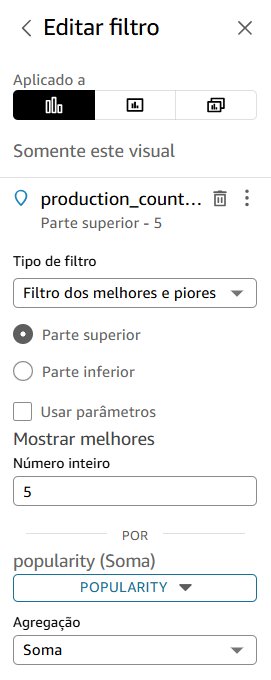 Editar filtro
Aplicado a
Somente este visual
production_count...
Parte superior - 5
Tipo de filtro
Filtro dos melhores e piores
Parte superior
Parte inferior
Usar parâmetros
Mostrar melhores
Número inteiro
5
POR
popularity (Soma)
POPULARITY
Agregação
Soma